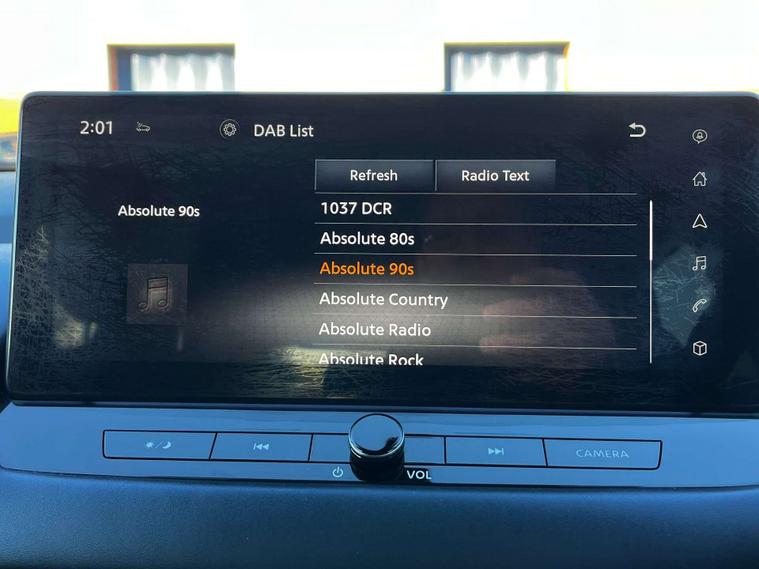 2:01 DAB List
Refresh Radio Text
Absolute 90s
1037 DCR
Absolute 80s
Absolute 90s
Absolute Country
Absolute Radio
Absolute Rock
CAMERA
VOL